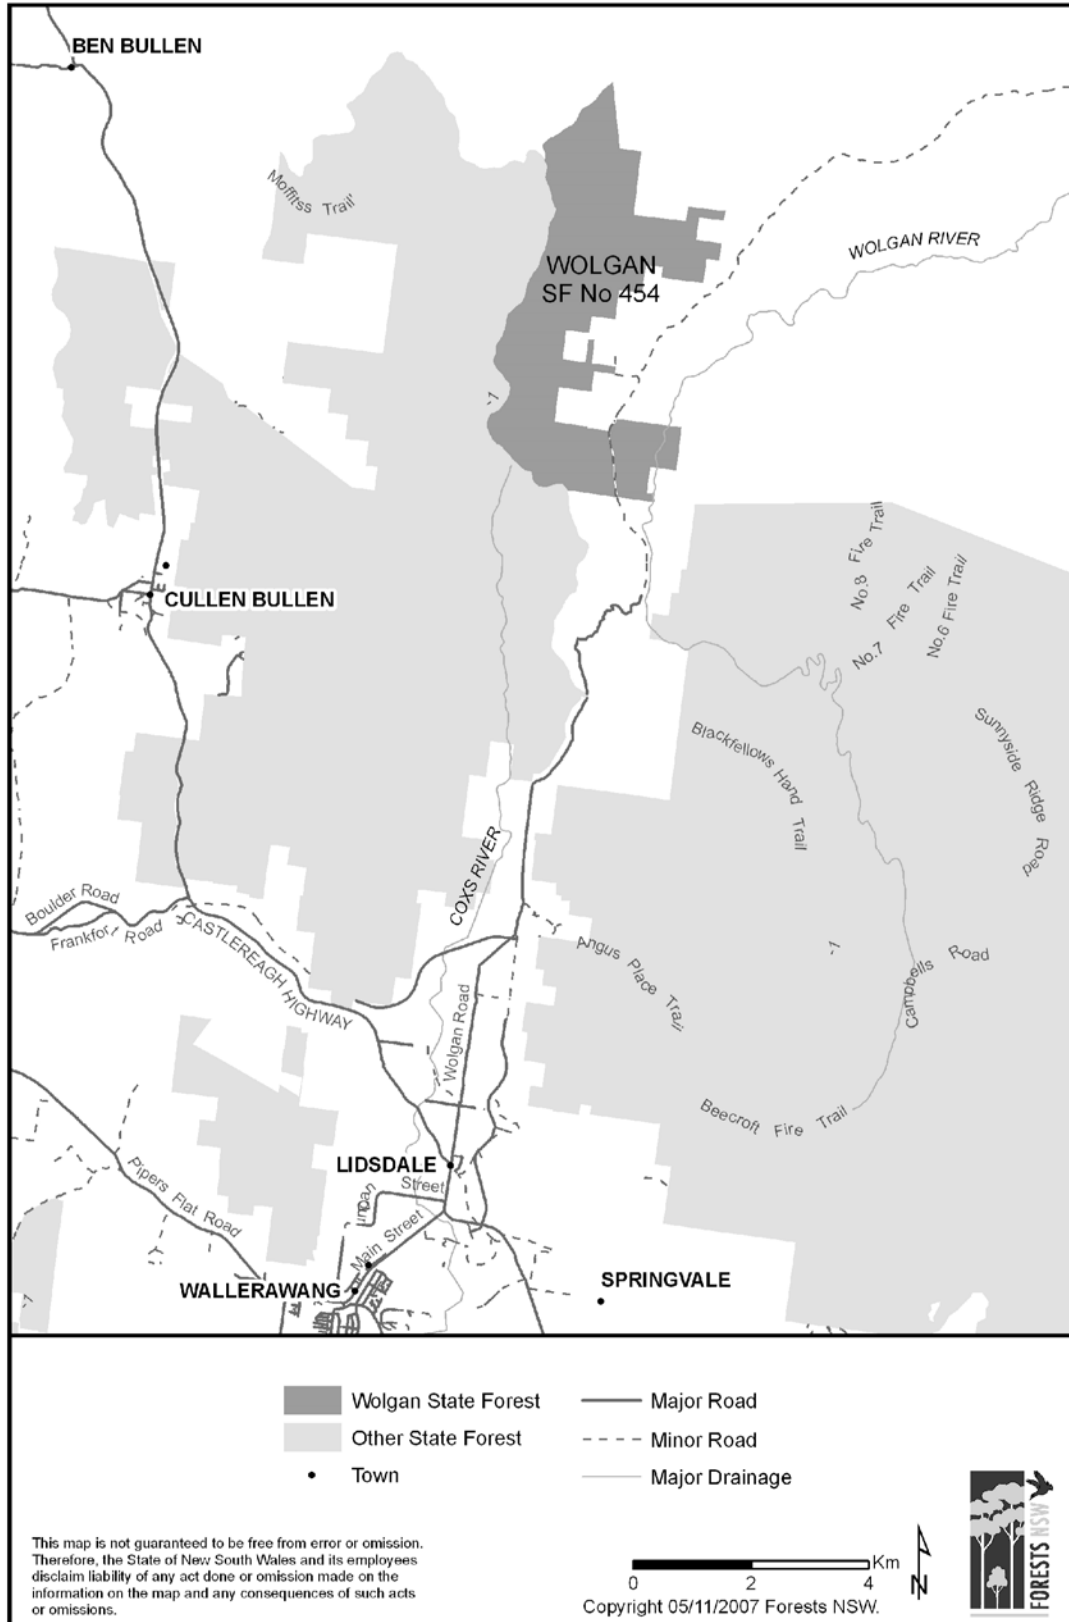 BEN BULLEN
Moffitss Trail'
WOLGAN RIVER
WOLGAN
SF No 454
-1
No.8 Fire Trail
No.7 Fire Trail
No.6 Fire Trail
CULLEN BULLEN
Sunnyside Ridge Road
Blackfellows Hand Trail
COXS RIVER
Boulder Road
Frankfort Road
CASTLEREAGH HIGHWAY
Angus Place Trail
-1
Campbells Road
Wolgan Road
Beecroft Fire Trail
LIDSDALE
Pipers Flat Road
Street
Main Street
WALLERAWANG
SPRINGVALE
Wolgan State Forest
Major Road
Other State Forest
Minor Road
Town
Major Drainage
This map is not guaranteed to be free from error or omission.
Therefore, the State of New South Wales and its employees
disclaim liability of any act done or omission made on the
information on the map and any consequences of such acts
or omissions.
Km
0 2 4
N
Copyright 05/11/2007 Forests NSW.
FORESTS NSW